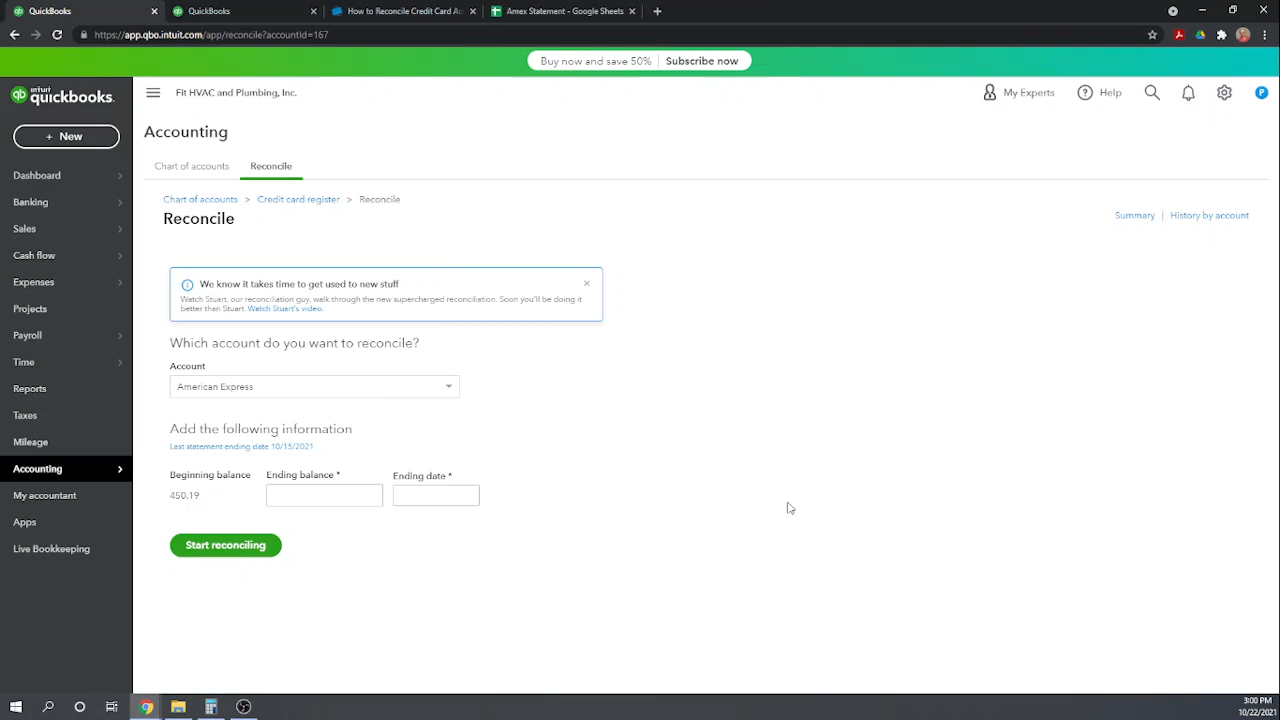 QuickBooks
QuickBooks
How to Reconcile Credit Card Ac
Amex Statement - Google Sheets
https://app.qbo.intuit.com/app/reconcile?accountId=167
Buy now and save 50%
Subscribe now
qb
intuit
quickbooks.
Fit HVAC and Plumbing, Inc.
My Experts
Help
P
+ New
Dashboard
Banking
Sales
Cash flow
Expenses
Projects
Payroll
Time
Reports
Taxes
Mileage
Accounting
My accountant
Apps
Live Bookkeeping
Accounting
Chart of accounts
Reconcile
Chart of accounts > Credit card register > Reconcile
Reconcile
Summary | History by account
We know it takes time to get used to new stuff
Watch Stuart, our reconciliation guy, walk through the new supercharged reconciliation. Soon you'll be doing it
better than Stuart. Watch Stuart's video.
Which account do you want to reconcile?
Account
American Express
Add the following information
Last statement ending date 10/15/2021
Beginning balance
Ending balance *
Ending date *
450.19
Start reconciling
3:00 PM
10/22/2021